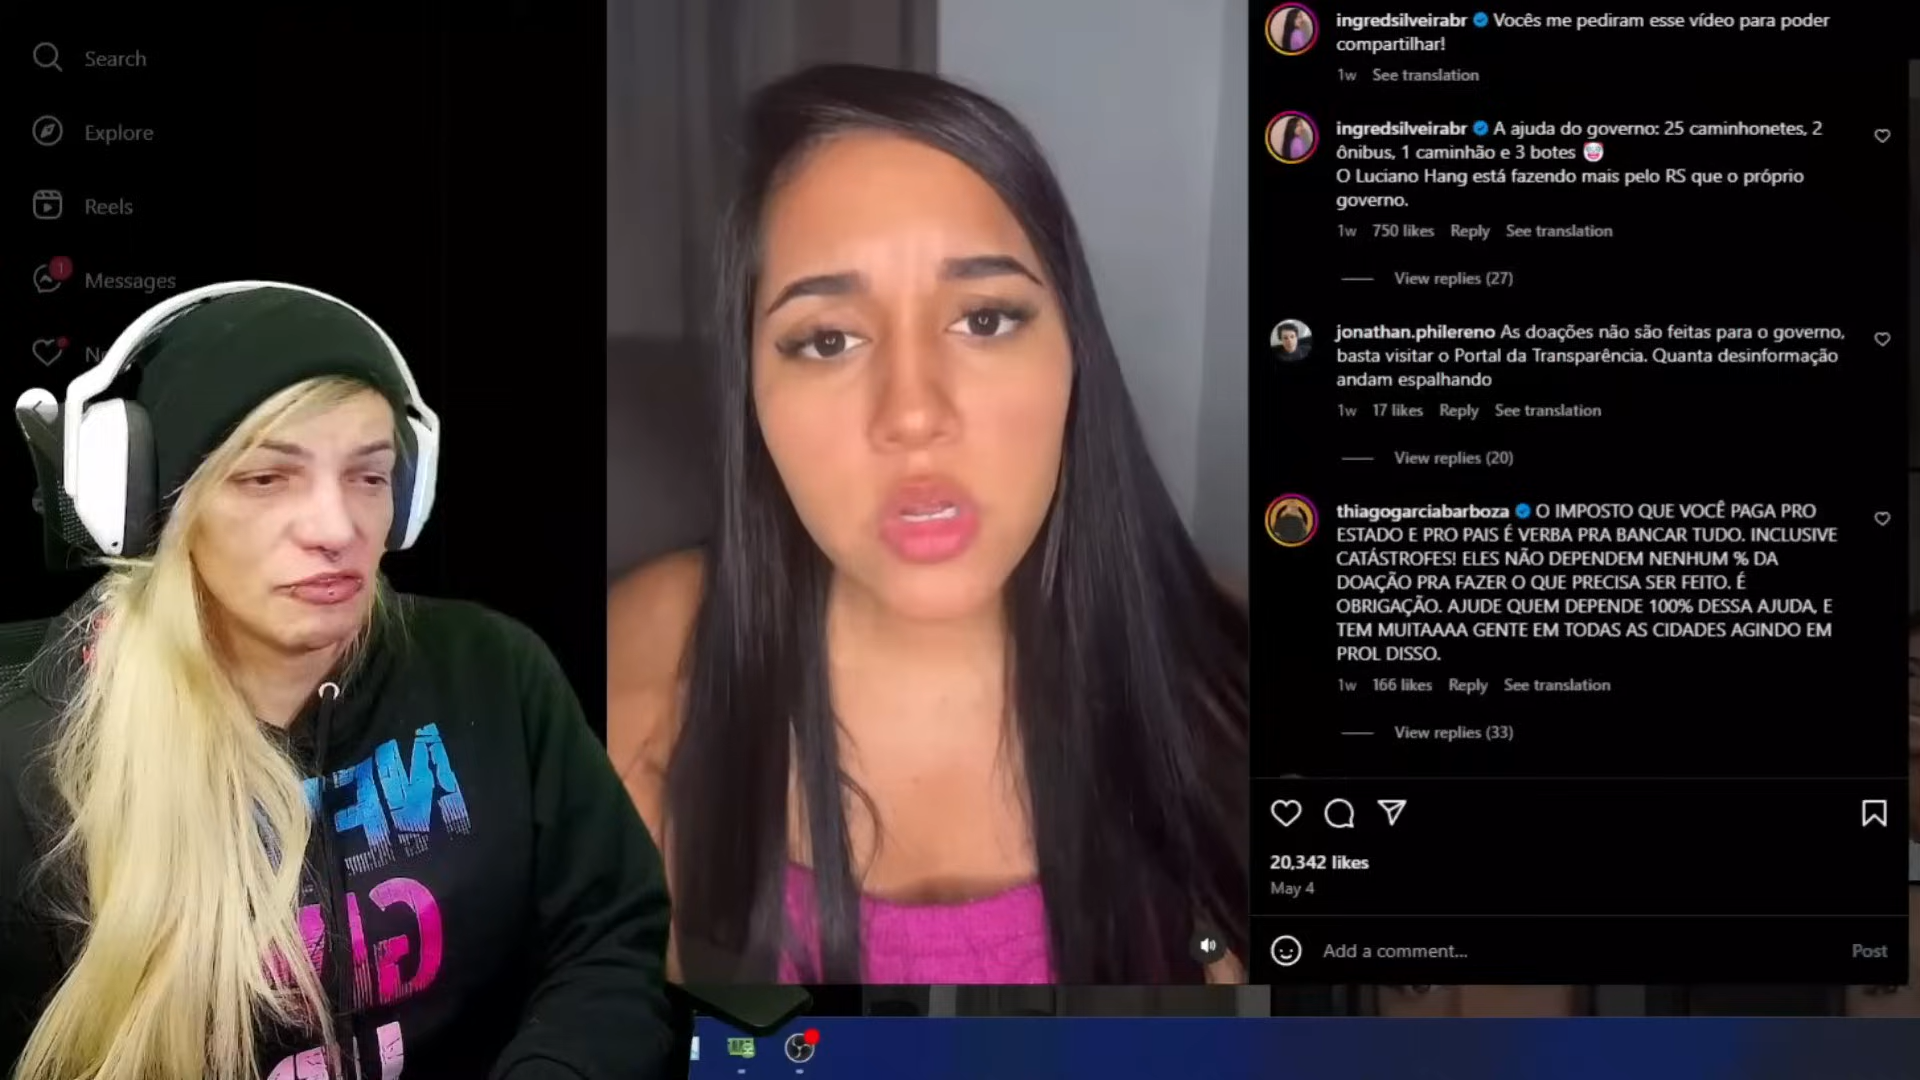 Search
Explore
Reels
1
Messages
ingredsilveirabr Vocês me pediram esse vídeo para poder
compartilhar!
1w See translation
ingredsilveirabr A ajuda do governo: 25 caminhonetes, 2
ônibus, 1 caminhão e 3 botes 🤡
O Luciano Hang está fazendo mais pelo RS que o próprio
governo.
1w 750 likes Reply See translation
View replies (27)
jonathan.philereno As doações não são feitas para o governo,
basta visitar o Portal da Transparência. Quanta desinformação
andam espalhando
1w 17 likes Reply See translation
View replies (20)
thiagogarciabarboza O IMPOSTO QUE VOCÊ PAGA PRO
ESTADO E PRO PAIS É VERBA PRA BANCAR TUDO. INCLUSIVE
CATÁSTROFES! ELES NÃO DEPENDEM NENHUM % DA
DOAÇÃO PRA FAZER O QUE PRECISA SER FEITO. É
OBRIGAÇÃO. AJUDE QUEM DEPENDE 100% DESSA AJUDA, E
TEM MUITAAAA GENTE EM TODAS AS CIDADES AGINDO EM
PROL DISSO.
1w 166 likes Reply See translation
View replies (33)
20,342 likes
May 4
Add a comment...
Post